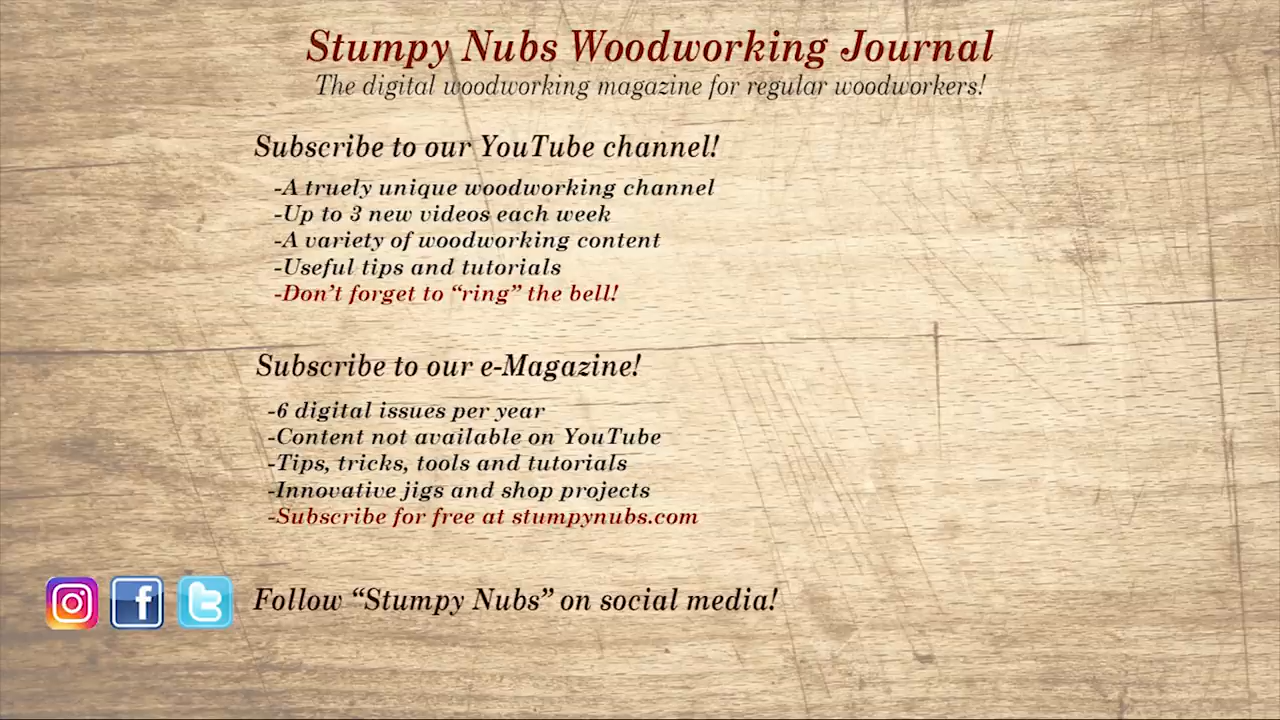 Stumpy Nubs Woodworking Journal
The digital woodworking magazine for regular woodworkers!
Subscribe to our YouTube channel!
-A truely unique woodworking channel
-Up to 3 new videos each week
-A variety of woodworking content
-Useful tips and tutorials
-Don’t forget to “ring” the bell!
Subscribe to our e-Magazine!
-6 digital issues per year
-Content not available on YouTube
-Tips, tricks, tools and tutorials
-Innovative jigs and shop projects
-Subscribe for free at stumpynubs.com
Follow “Stumpy Nubs” on social media!